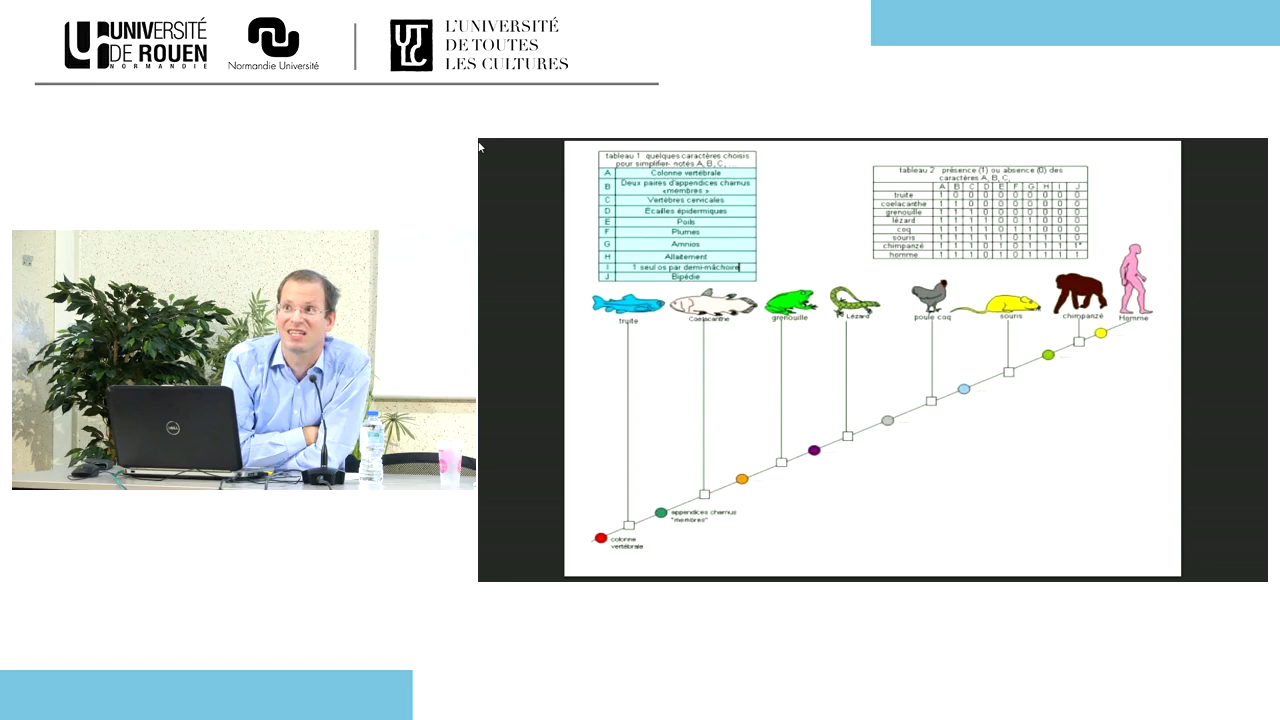 UNIVERSITÉ
DE ROUEN
NORMANDIE
Normandie Université
UTLC
L'UNIVERSITÉ
DE TOUTES
LES CULTURES
tableau 1 quelques caractères choisis
pour simplifier- notés A, B, C, ...
A Colonne vertébrale
B Deux paires d'appendices charnus «membres »
C Vertèbres cervicales
D Ecailles épidermiques
E Poils
F Plumes
G Amnios
H Allaitement
I 1 seul os par demi-mâchoire
J Bipédie
tableau 2 présence (1) ou absence (0) des
caractères A, B, C,
A B C D E F G H I J
truite 1 0 0 0 0 0 0 0 0 0
coelacanthe 1 1 0 0 0 0 0 0 0 0
grenouille 1 1 1 0 0 0 0 0 0 0
lézard 1 1 1 1 0 0 1 0 0 0
coq 1 1 1 1 0 1 1 0 0 0
souris 1 1 1 1 1 0 1 1 1 0
chimpanzé 1 1 1 0 1 0 1 1 1 1*
homme 1 1 1 0 1 0 1 1 1 1
truite
Coelacanthe
grenouille
Lézard
poule coq
souris
chimpanzé
Homme
appendices charnus
"membres"
colonne
vertébrale
DELL